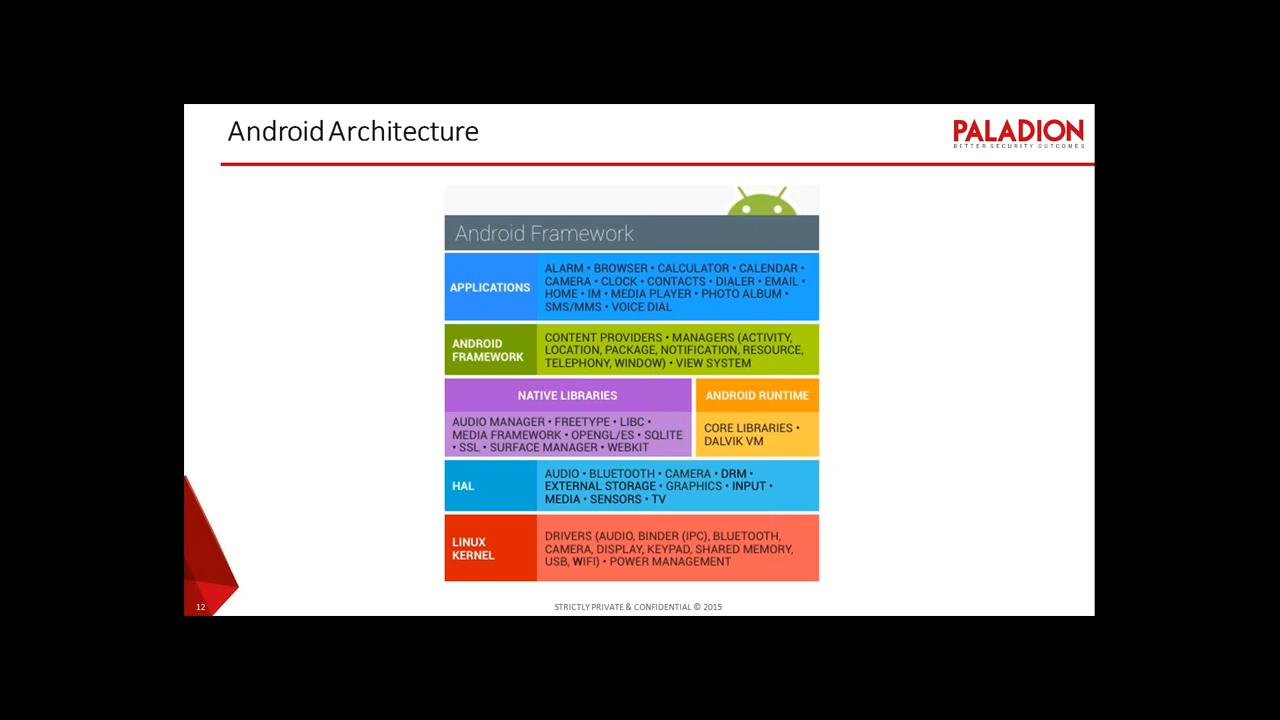 Android Architecture
PALADION
BETTER SECURITY OUTCOMES
Android Framework
APPLICATIONS
ALARM • BROWSER • CALCULATOR • CALENDAR •
CAMERA • CLOCK • CONTACTS • DIALER • EMAIL •
HOME • IM • MEDIA PLAYER • PHOTO ALBUM •
SMS/MMS • VOICE DIAL
ANDROID
FRAMEWORK
CONTENT PROVIDERS • MANAGERS (ACTIVITY,
LOCATION, PACKAGE, NOTIFICATION, RESOURCE,
TELEPHONY, WINDOW) • VIEW SYSTEM
NATIVE LIBRARIES
AUDIO MANAGER • FREETYPE • LIBC •
MEDIA FRAMEWORK • OPENGL/ES • SQLITE
• SSL • SURFACE MANAGER • WEBKIT
ANDROID RUNTIME
CORE LIBRARIES •
DALVIK VM
HAL
AUDIO • BLUETOOTH • CAMERA • DRM •
EXTERNAL STORAGE • GRAPHICS • INPUT •
MEDIA • SENSORS • TV
LINUX
KERNEL
DRIVERS (AUDIO, BINDER (IPC), BLUETOOTH,
CAMERA, DISPLAY, KEYPAD, SHARED MEMORY,
USB, WIFI) • POWER MANAGEMENT
12
STRICTLY PRIVATE & CONFIDENTIAL © 2015